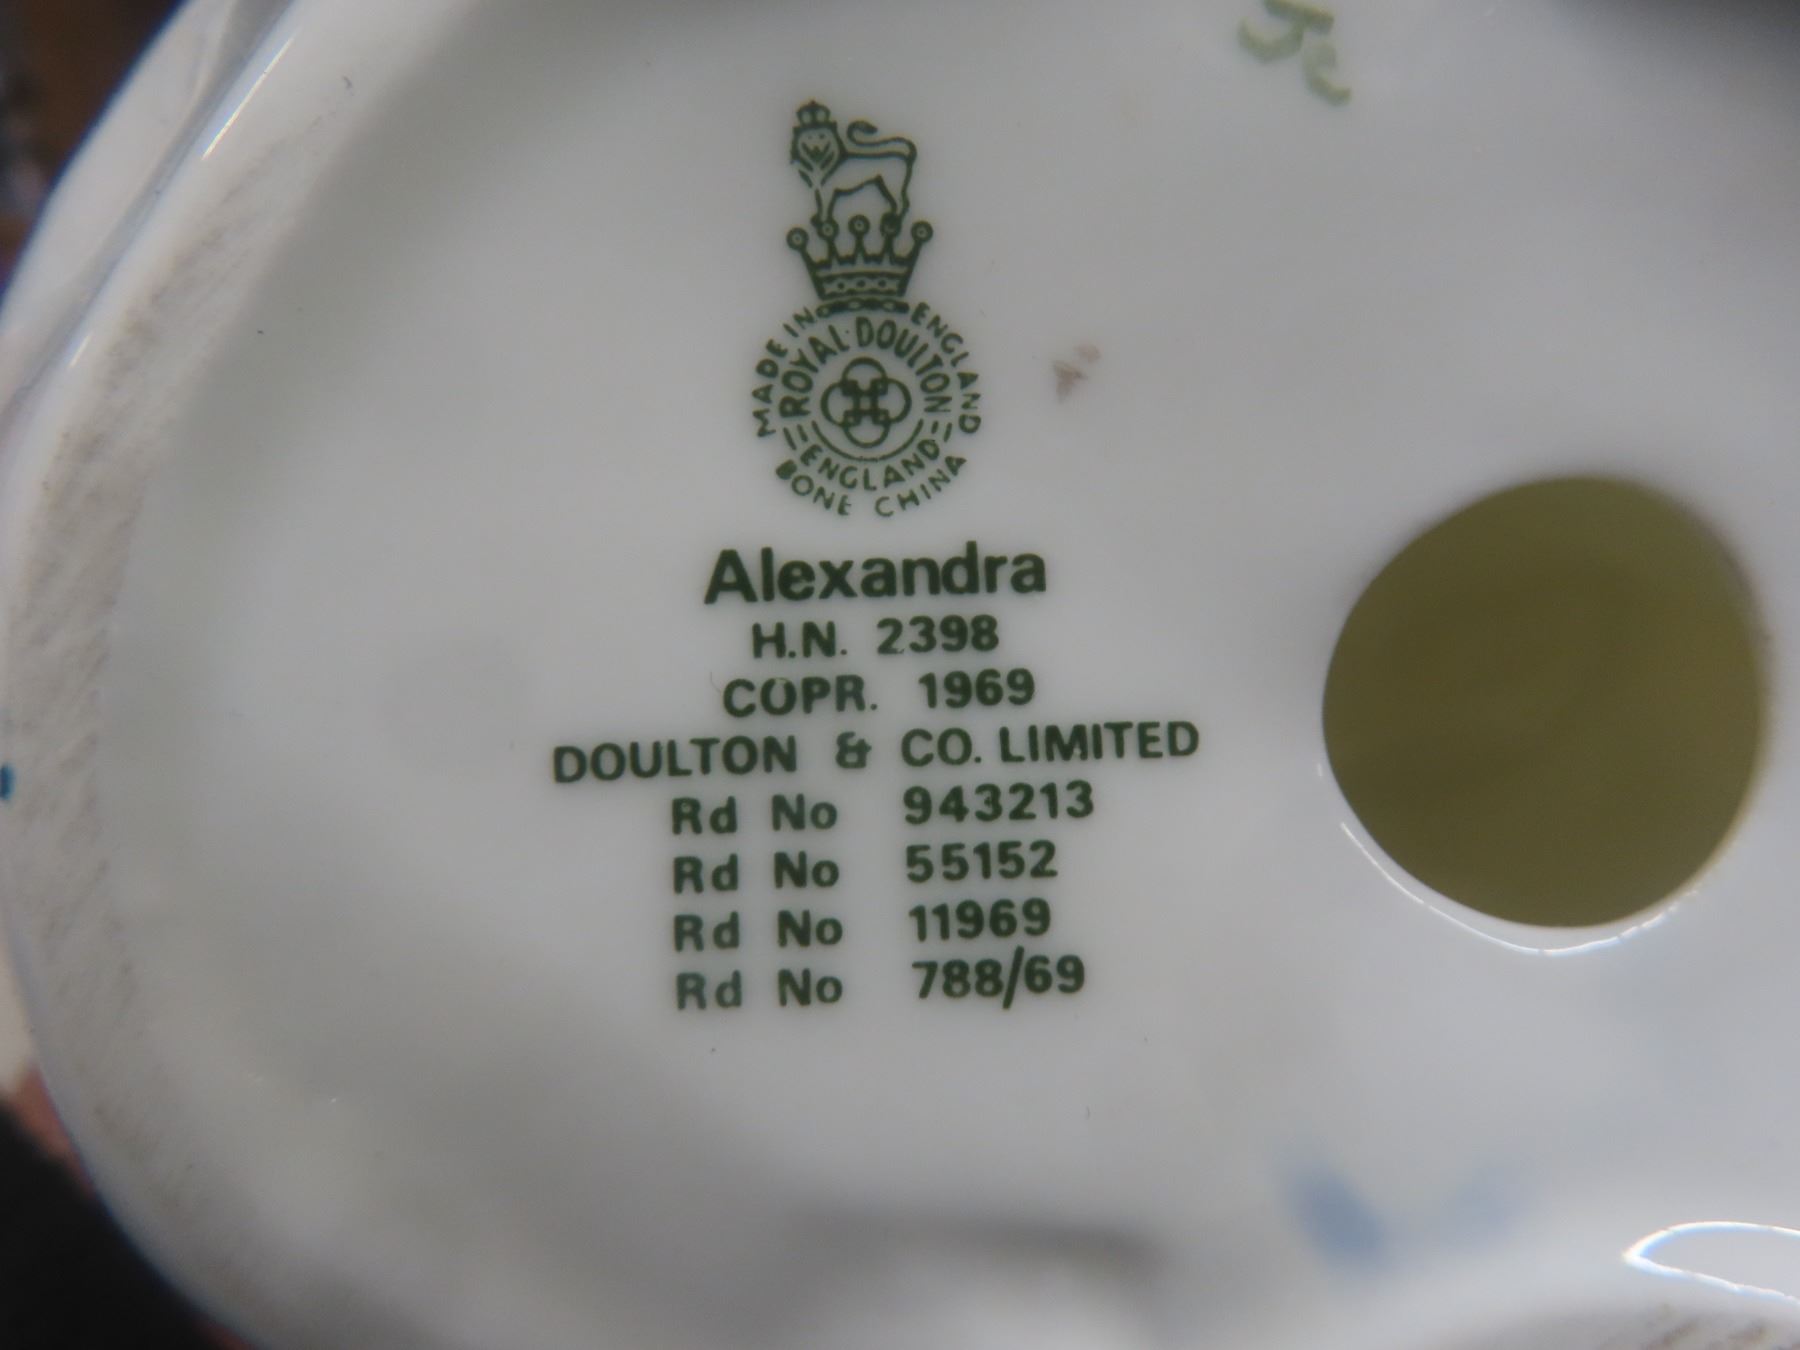 Jc
MADE IN ENGLAND
ROYAL DOULTON
ENGLAND
BONE CHINA
Alexandra
H.N. 2398
COPR. 1969
DOULTON & CO. LIMITED
Rd No 943213
Rd No 55152
Rd No 11969
Rd No 788/69